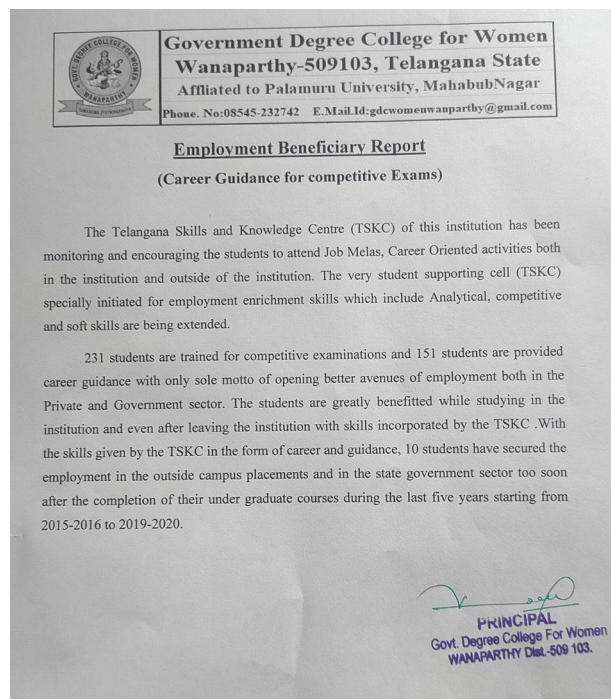 GOVT. DEGREE COLLEGE FOR WOMEN
WANAPARTHY
Government Degree College for Women
Wanaparthy-509103, Telangana State
Affliated to Palamuru University, MahabubNagar
Phone. No:08545-232742 E.Mail.Id:gdcwomenwanparthy@gmail.com
Employment Beneficiary Report
(Career Guidance for competitive Exams)
The Telangana Skills and Knowledge Centre (TSKC) of this institution has been
monitoring and encouraging the students to attend Job Melas, Career Oriented activities both
in the institution and outside of the institution. The very student supporting cell (TSKC)
specially initiated for employment enrichment skills which include Analytical, competitive
and soft skills are being extended.
231 students are trained for competitive examinations and 151 students are provided
career guidance with only sole motto of opening better avenues of employment both in the
Private and Government sector. The students are greatly benefitted while studying in the
institution and even after leaving the institution with skills incorporated by the TSKC .With
the skills given by the TSKC in the form of career and guidance, 10 students have secured the
employment in the outside campus placements and in the state government sector too soon
after the completion of their under graduate courses during the last five years starting from
2015-2016 to 2019-2020.
PRINCIPAL
Govt. Degree College For Women
WANAPARTHY Dist.-509 103.